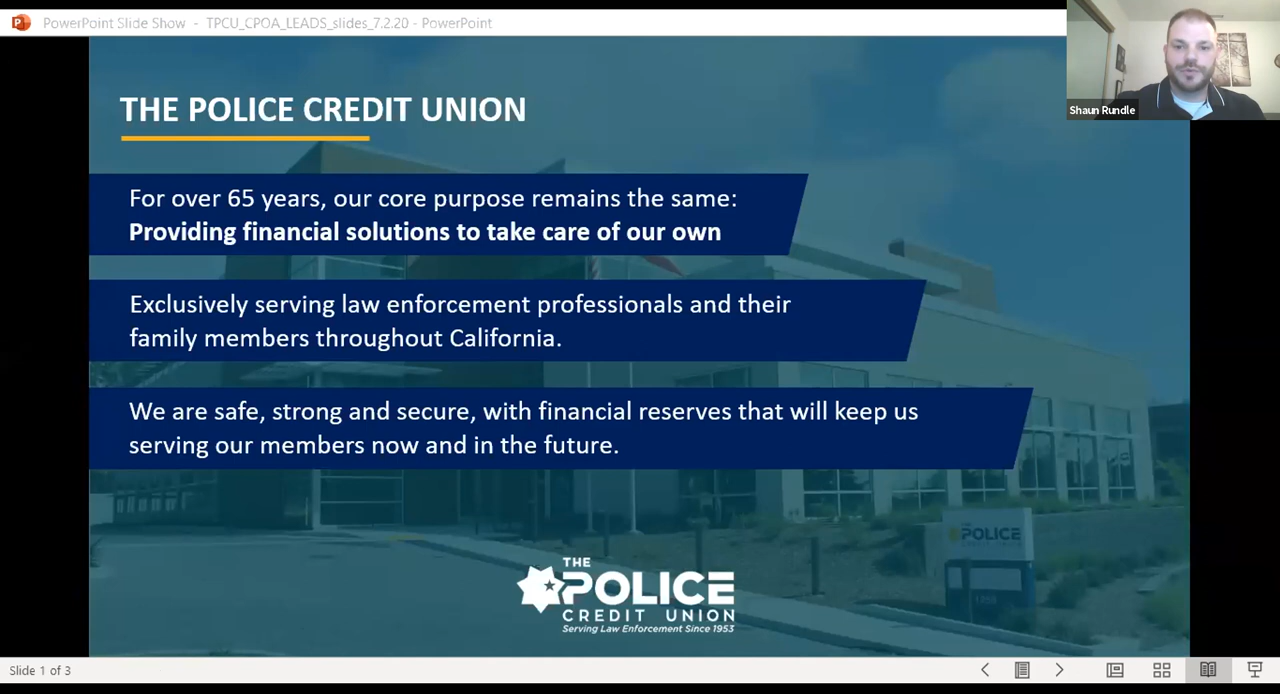 PowerPoint Slide Show - TPCU_CPOA_LEADS_slides_7.2.20 - PowerPoint
Shaun Rundle
THE POLICE CREDIT UNION
For over 65 years, our core purpose remains the same:
Providing financial solutions to take care of our own
Exclusively serving law enforcement professionals and their
family members throughout California.
We are safe, strong and secure, with financial reserves that will keep us
serving our members now and in the future.
POLICE
THE
POLICE
CREDIT UNION
Serving Law Enforcement Since 1953
Slide 1 of 3